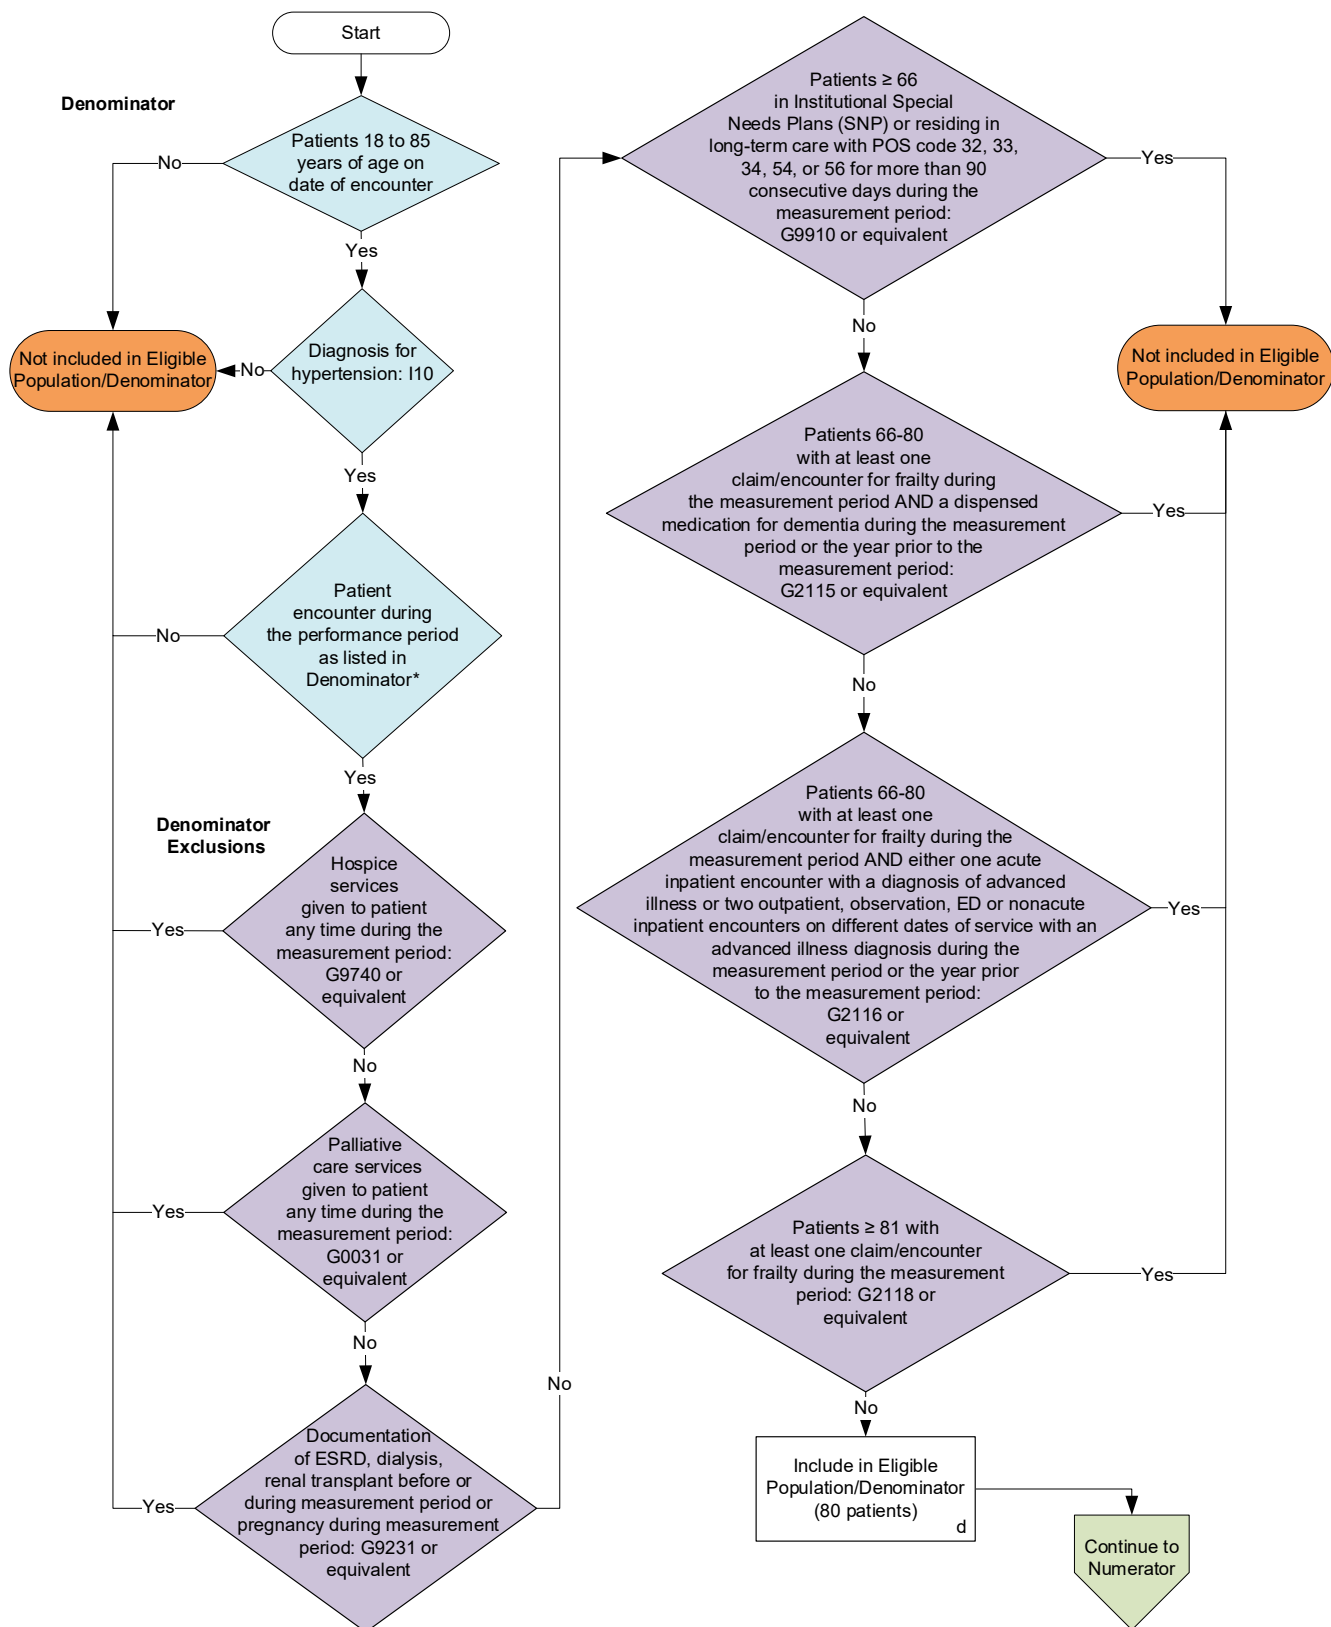 Start
Denominator
Patients 18 to 85
years of age on
date of encounter
No
Yes
Not included in Eligible
Population/Denominator
No
Diagnosis for
hypertension: I10
Yes
Patient
encounter during
the performance period
as listed in
Denominator*
No
Yes
Denominator
Exclusions
Hospice
services
given to patient
any time during the
measurement period:
G9740 or
equivalent
Yes
No
Palliative
care services
given to patient
any time during the
measurement period:
G0031 or
equivalent
Yes
No
Documentation
of ESRD, dialysis,
renal transplant before or
during measurement period or
pregnancy during measurement
period: G9231 or
equivalent
Yes
No
Patients ≥ 66
in Institutional Special
Needs Plans (SNP) or residing in
long-term care with POS code 32, 33,
34, 54, or 56 for more than 90
consecutive days during the
measurement period:
G9910 or equivalent
Yes
No
Not included in Eligible
Population/Denominator
Patients 66-80
with at least one
claim/encounter for frailty during
the measurement period AND a dispensed
medication for dementia during the measurement
period or the year prior to the
measurement period:
G2115 or equivalent
Yes
No
Patients 66-80
with at least one
claim/encounter for frailty during the
measurement period AND either one acute
inpatient encounter with a diagnosis of advanced
illness or two outpatient, observation, ED or nonacute
inpatient encounters on different dates of service with an
advanced illness diagnosis during the
measurement period or the year prior
to the measurement period:
G2116 or
equivalent
Yes
No
Patients ≥ 81 with
at least one claim/encounter
for frailty during the measurement
period: G2118 or
equivalent
Yes
No
Include in Eligible
Population/Denominator
(80 patients)
d
Continue to
Numerator